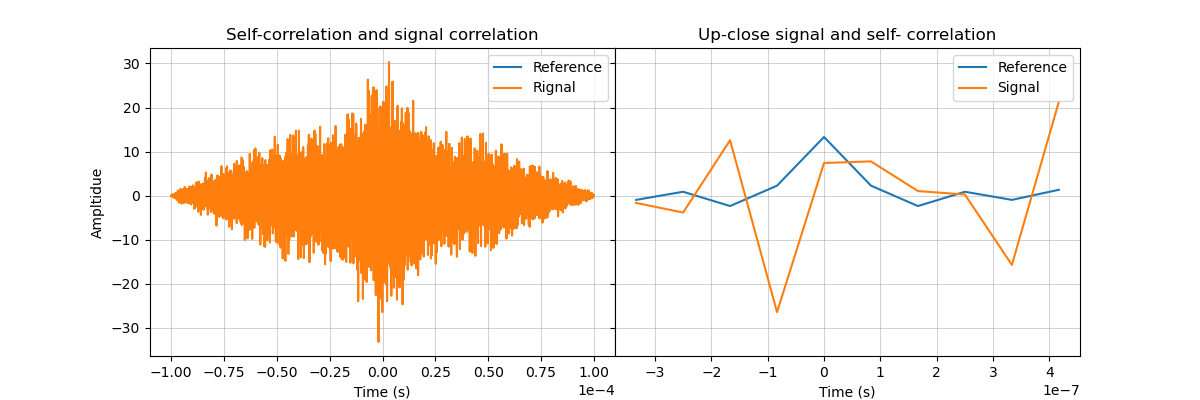 Self-correlation and signal correlation
Up-close signal and self- correlation
Reference
Rignal
Reference
Signal
30
20
10
0
−10
−20
−30
Ampltidue
−1.00 −0.75 −0.50 −0.25 0.00 0.25 0.50 0.75 1.00
1e−4
Time (s)
−3 −2 −1 0 1 2 3 4
1e−7
Time (s)